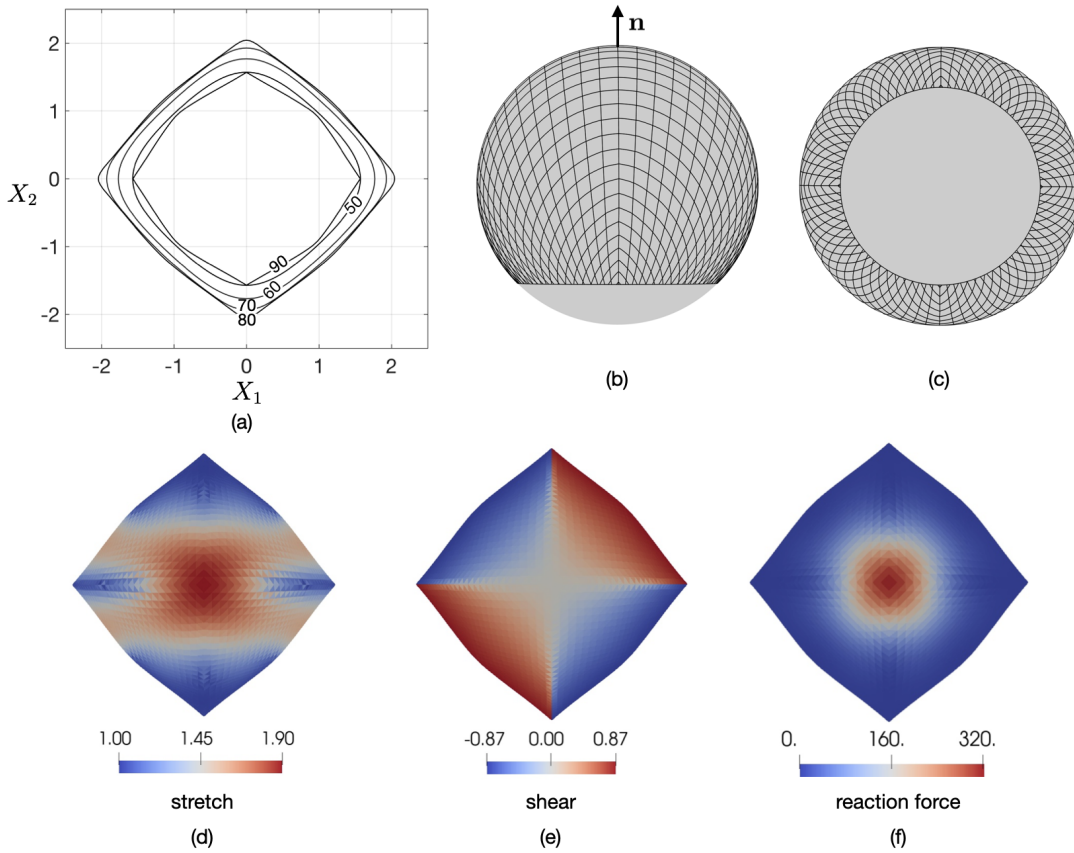 2
1
0
-1
-2
X₂
50
90
60
70
80
-2 -1 0 1 2
X₁
(a)
n
(b)
(c)
1.00 1.45 1.90
stretch
(d)
-0.87 0.00 0.87
shear
(e)
0. 160. 320.
reaction force
(f)